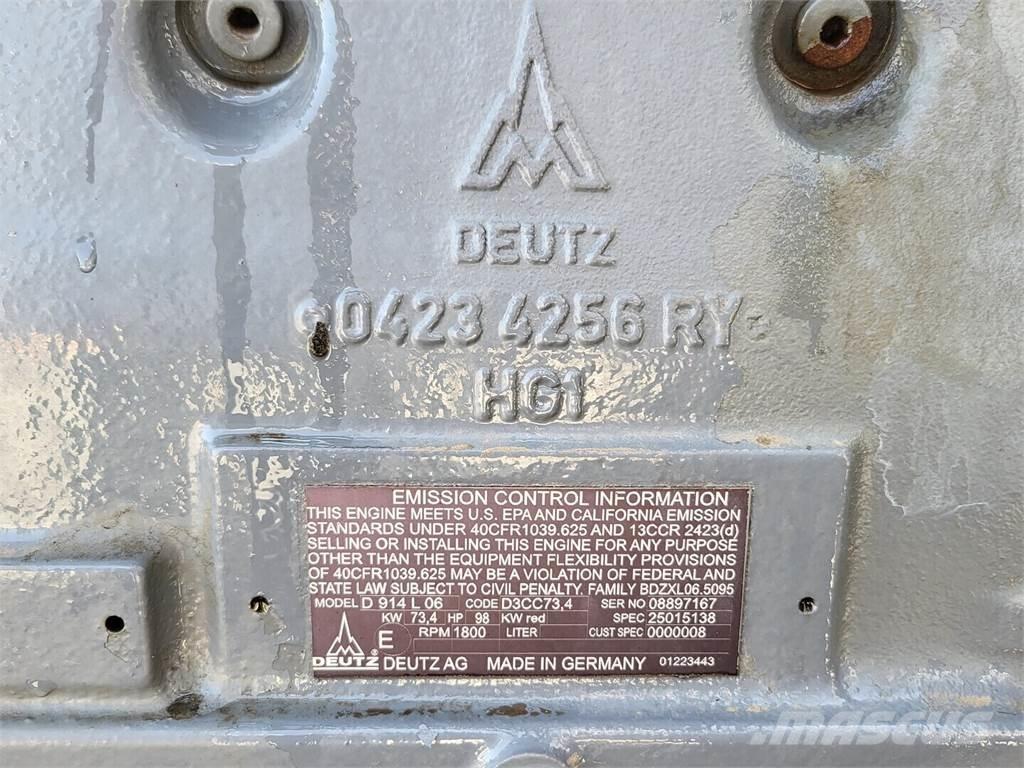 DEUTZ
0423 4256 RY
HG1
EMISSION CONTROL INFORMATION
THIS ENGINE MEETS U.S. EPA AND CALIFORNIA EMISSION
STANDARDS UNDER 40CFR1039.625 AND 13CCR 2423(d)
SELLING OR INSTALLING THIS ENGINE FOR ANY PURPOSE
OTHER THAN THE EQUIPMENT FLEXIBILITY PROVISIONS
OF 40CFR1039.625 MAY BE A VIOLATION OF FEDERAL AND
STATE LAW SUBJECT TO CIVIL PENALTY. FAMILY BDZXL06.5095
MODEL D 914 L 06 CODE D3CC73,4 SER NO 08897167
KW 73,4 HP 98 KW red SPEC 25015138
E RPM 1800 LITER CUST SPEC 0000008
DEUTZ® DEUTZ AG MADE IN GERMANY 01223443
MASCUS